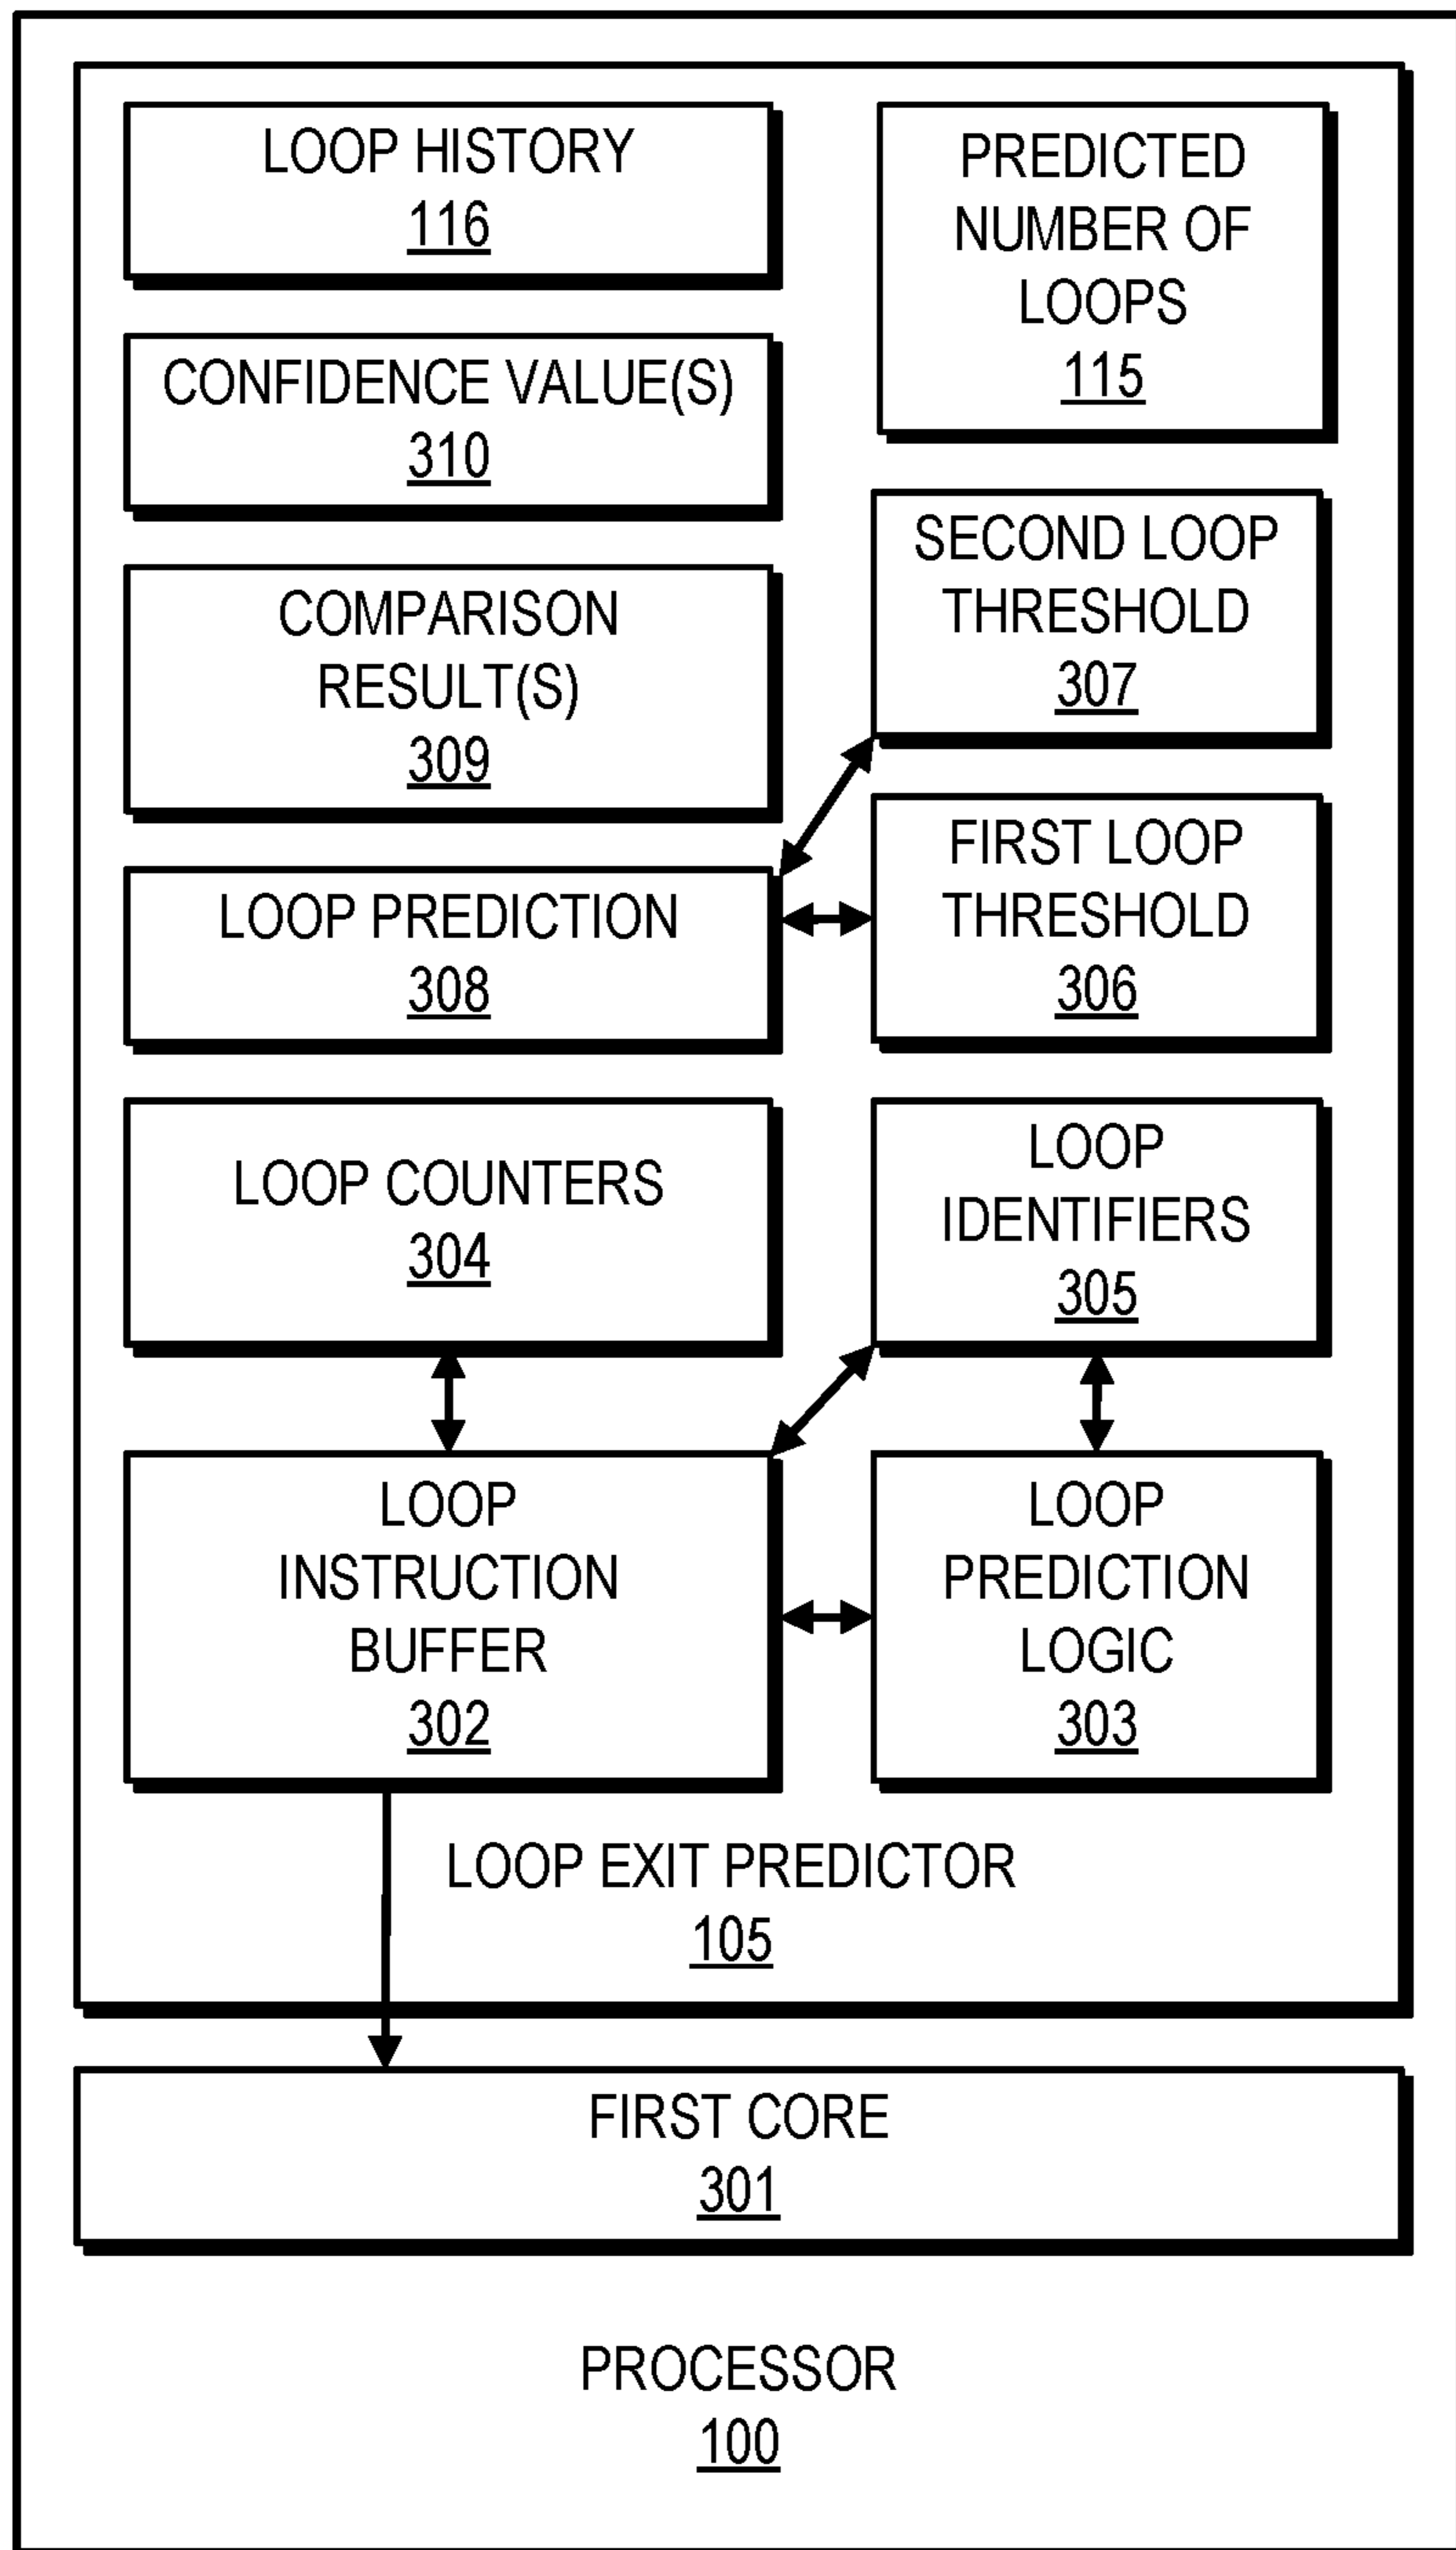 LOOP HISTORY
116
PREDICTED
NUMBER OF
LOOPS
115
CONFIDENCE VALUE(S)
310
SECOND LOOP
THRESHOLD
307
COMPARISON
RESULT(S)
309
FIRST LOOP
THRESHOLD
306
LOOP PREDICTION
308
LOOP COUNTERS
304
LOOP
IDENTIFIERS
305
LOOP
INSTRUCTION
BUFFER
302
LOOP
PREDICTION
LOGIC
303
LOOP EXIT PREDICTOR
105
FIRST CORE
301
PROCESSOR
100